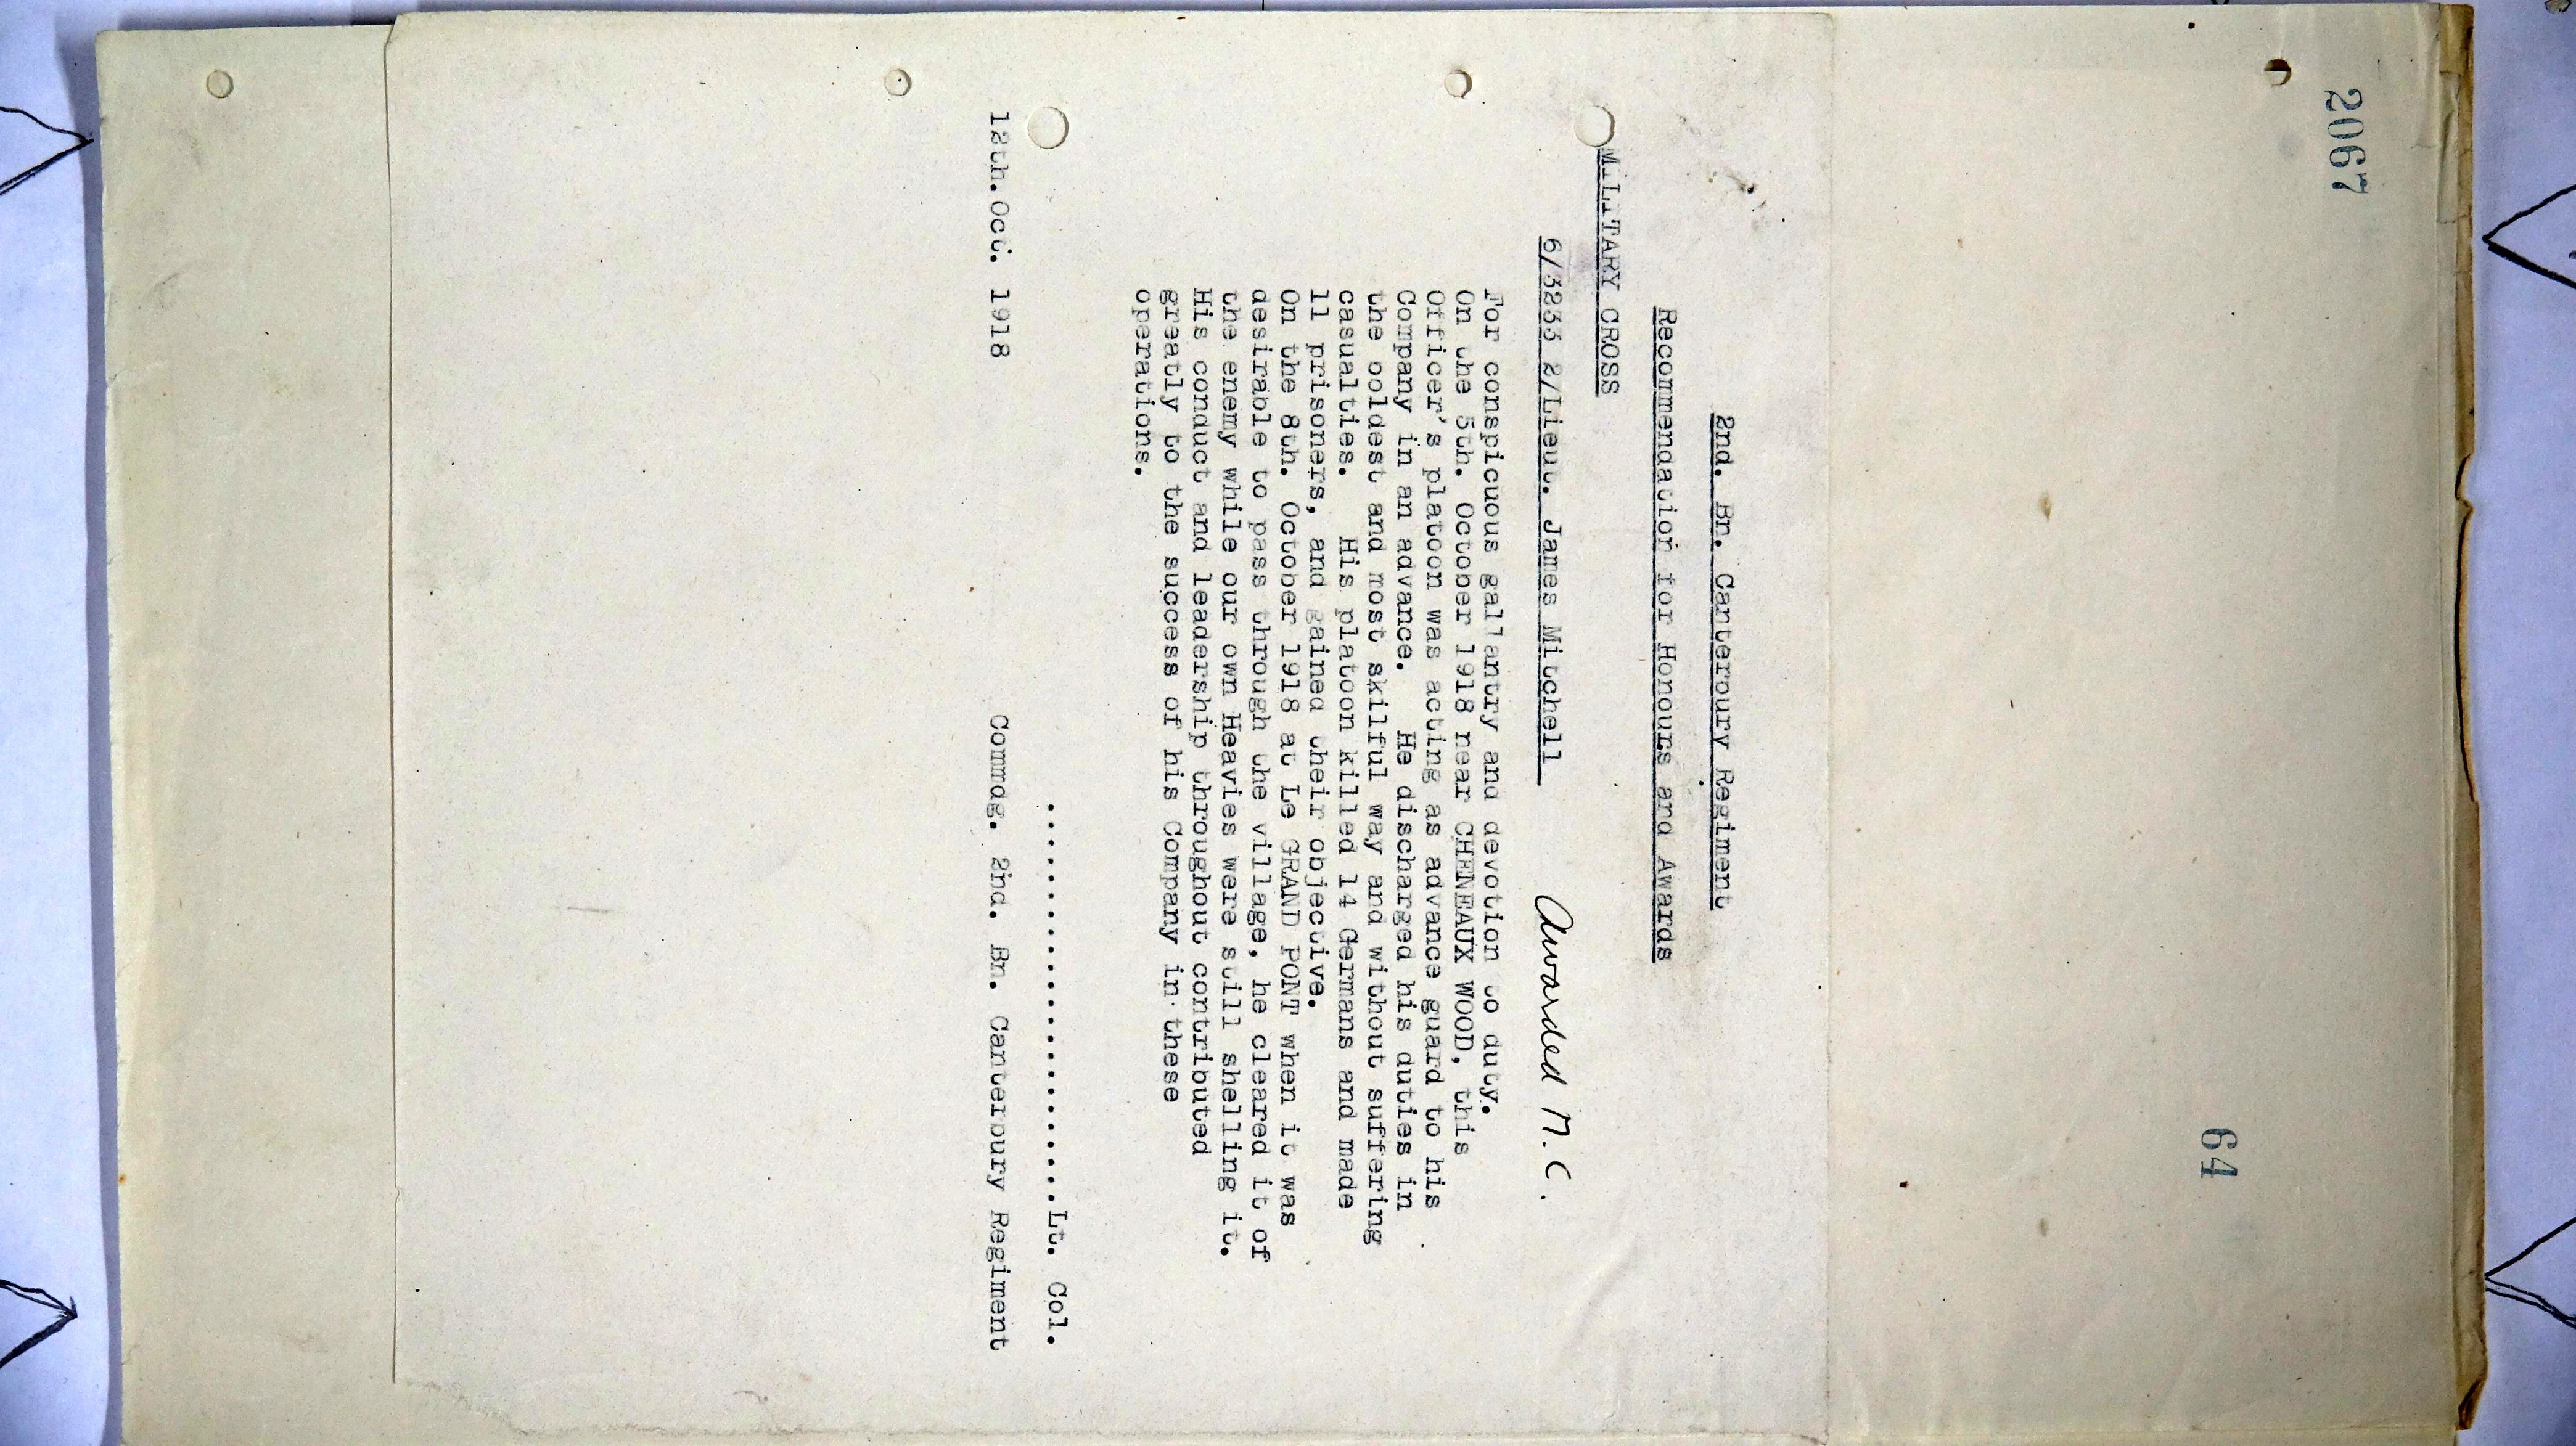 2067
64
2nd. Bn. Canterbury Regiment
Recommendation for Honours and Awards
MILITARY CROSS
6/3233 2/Lieut. James Mitchell Awarded M.C.
For conspicuous gallantry and devotion to duty.
On the 5th. October 1918 near CHENEAUX WOOD, this
Officer's platoon was acting as advance guard to his
Company in an advance. He discharged his duties in
the coldest and most skilful way and without suffering
casualties. His platoon killed 14 Germans and made
11 prisoners, and gained their objective.
On the 8th. October 1918 at Le GRAND PONT when it was
desirable to pass through the village, he cleared it of
the enemy while our own Heavies were still shelling it.
His conduct and leadership throughout contributed
greatly to the success of his Company in these
operations.
..............................Lt. Col.
12th.Oct. 1918 Commdg. 2nd. Bn. Canterbury Regiment